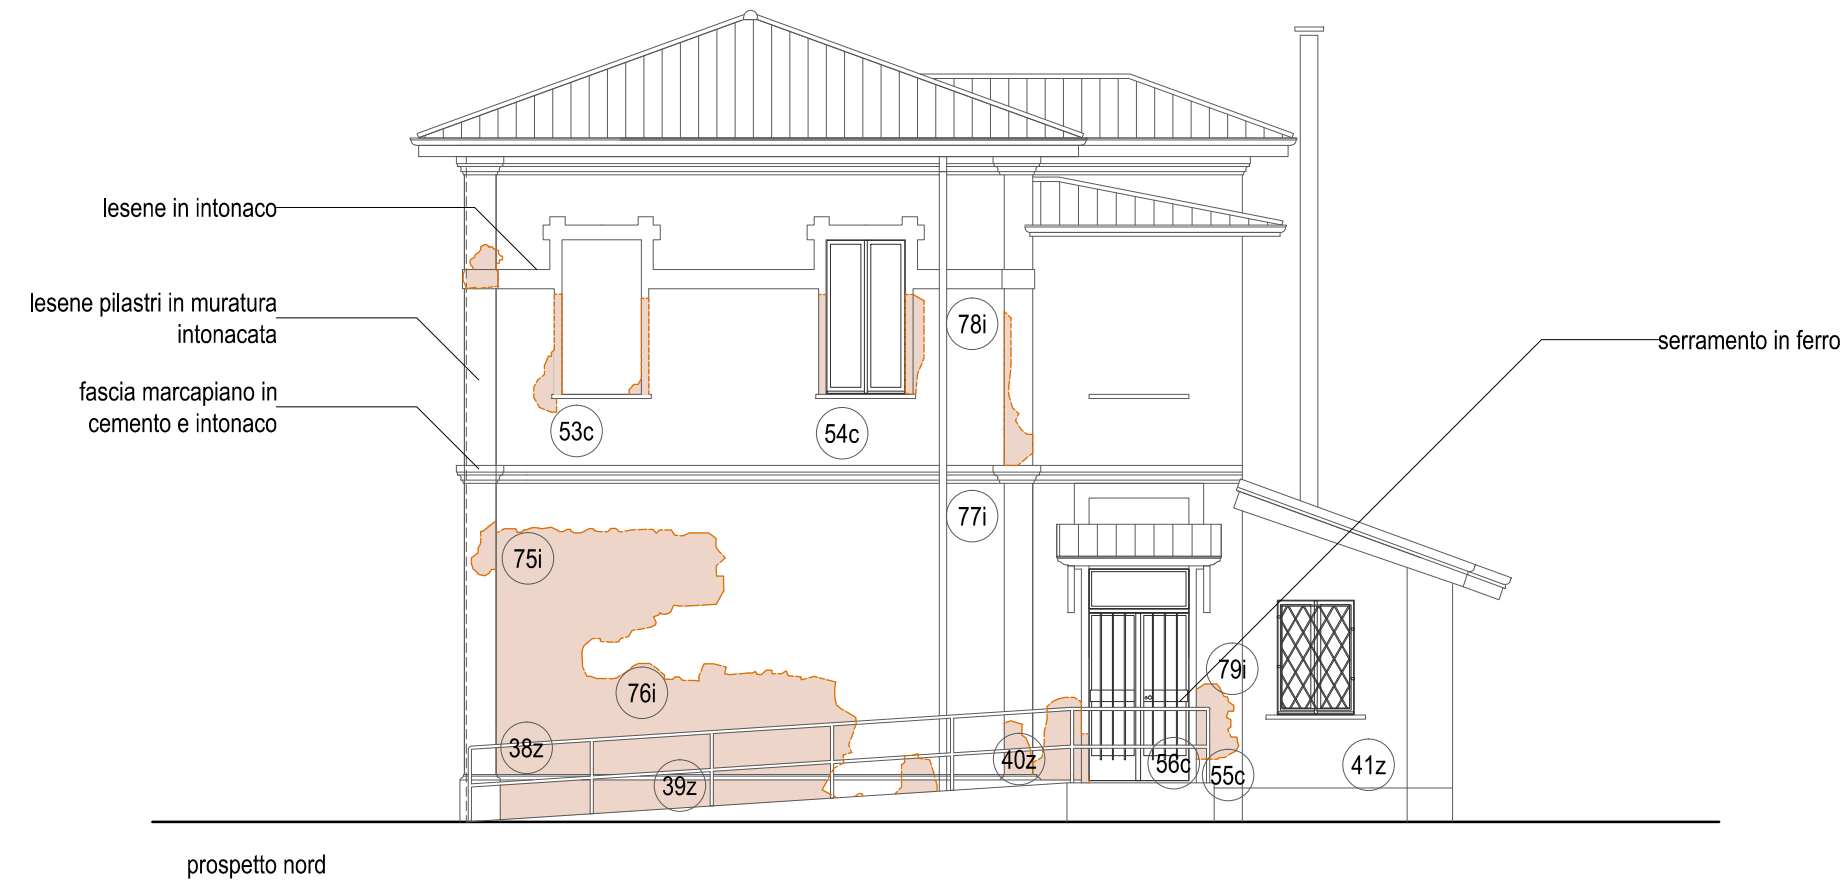 lesene in intonaco
lesene pilastri in muratura
intonacata
fascia marcapiano in
cemento e intonaco
serramento in ferro
78i
53c
54c
77i
75i
79i
76i
38z
39z
40z
56c
55c
41z
prospetto nord